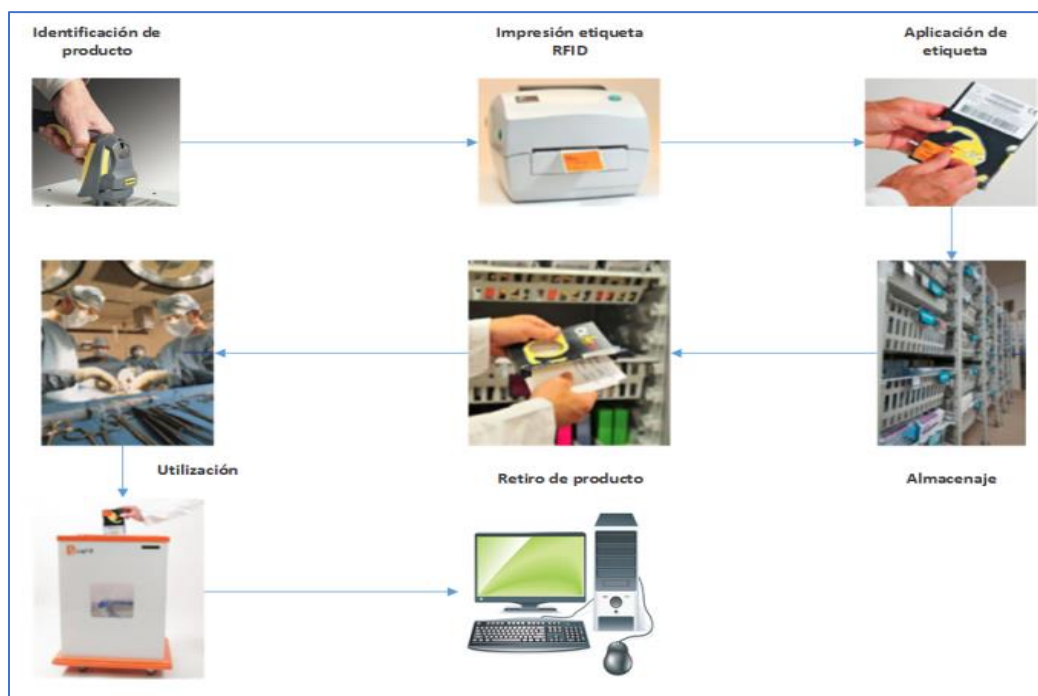 Identificación de
producto
Impresión etiqueta
RFID
Aplicación de
etiqueta
Utilización
Retiro de producto
Almacenaje